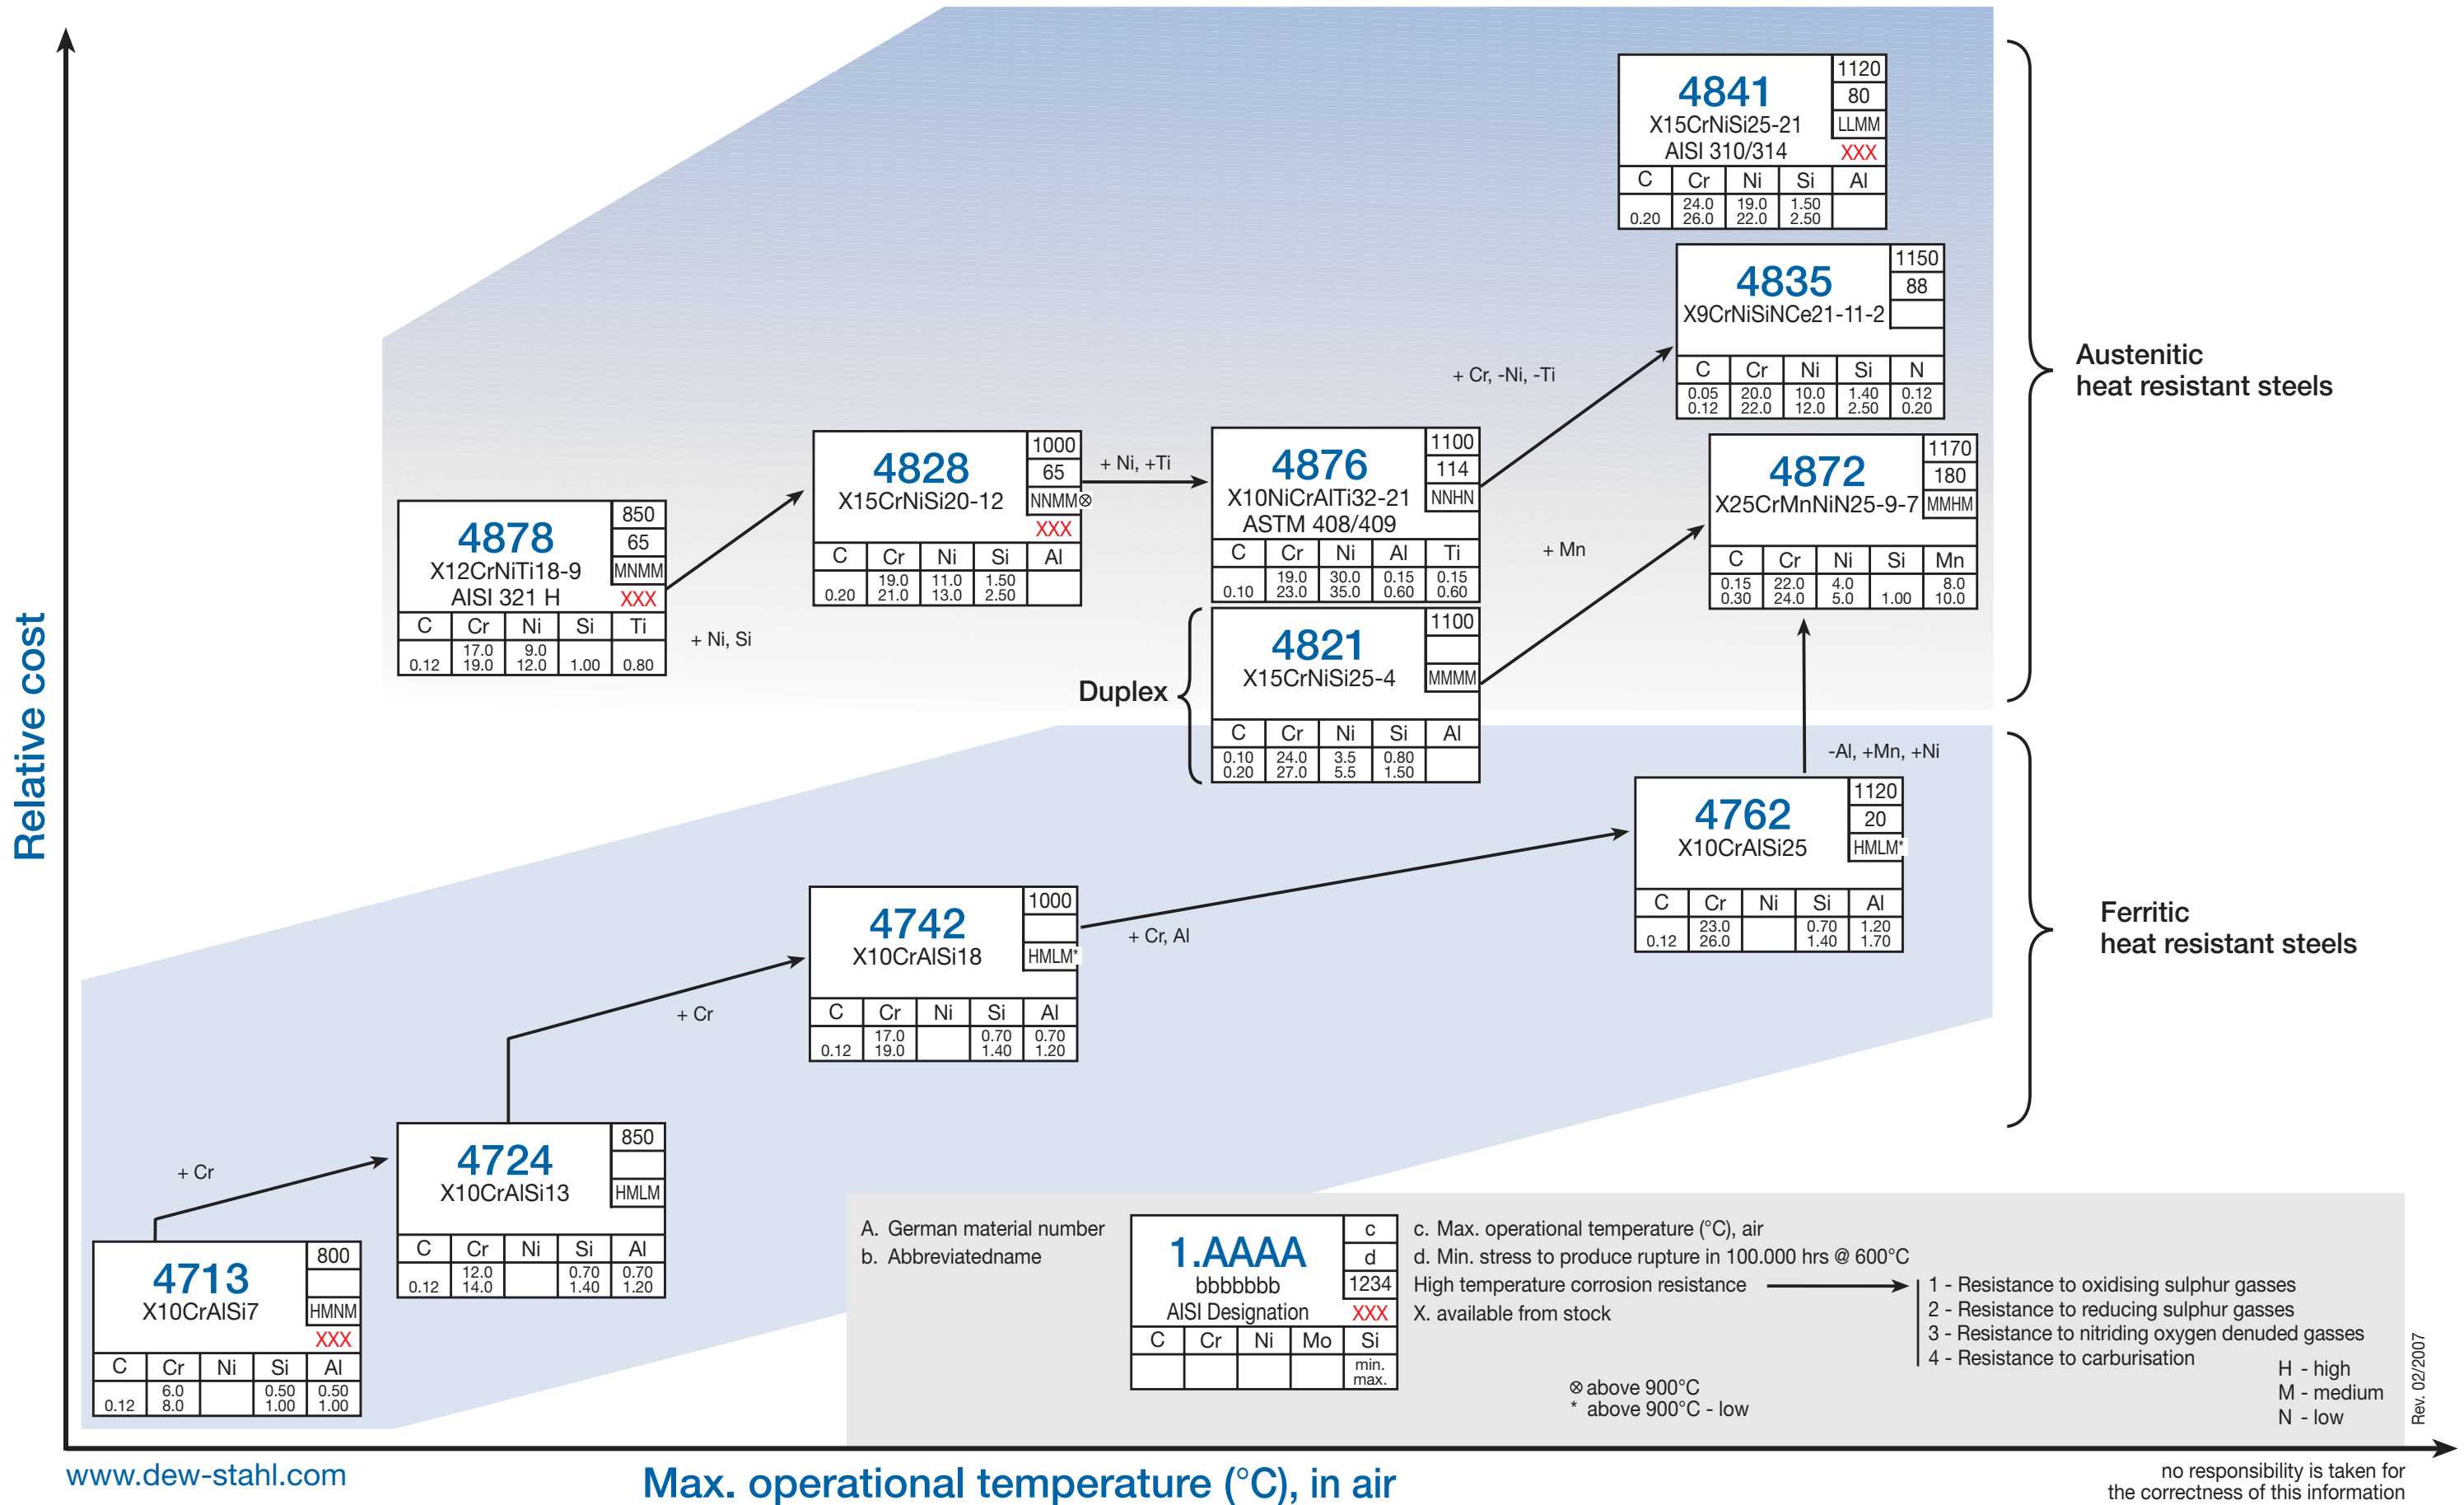 Relative cost
4841
X15CrNiSi25-21
AISI 310/314
1120
80
LLMM
XXX
C Cr Ni Si Al
24.0 19.0 1.50
0.20 26.0 22.0 2.50
4835
X9CrNiSiNCe21-11-2
1150
88
C Cr Ni Si N
0.05 20.0 10.0 1.40 0.12
0.12 22.0 12.0 2.50 0.20
Austenitic
heat resistant steels
+ Cr, -Ni, -Ti
4872
X25CrMnNiN25-9-7
1170
180
MMHM
C Cr Ni Si Mn
0.15 22.0 4.0 8.0
0.30 24.0 5.0 1.00 10.0
4828
X15CrNiSi20-12
1000
65
NNMM⊗
XXX
C Cr Ni Si Al
19.0 11.0 1.50
0.20 21.0 13.0 2.50
+ Ni, +Ti
4876
X10NiCrAlTi32-21
ASTM 408/409
1100
114
NNHN
C Cr Ni Al Ti
19.0 30.0 0.15 0.15
0.10 23.0 35.0 0.60 0.60
+ Mn
4878
X12CrNiTi18-9
AISI 321 H
850
65
MNMM
XXX
C Cr Ni Si Ti
17.0 9.0
0.12 19.0 12.0 1.00 0.80
+ Ni, Si
Duplex
4821
X15CrNiSi25-4
1100
MMMM
C Cr Ni Si Al
0.10 24.0 3.5 0.80
0.20 27.0 5.5 1.50
-Al, +Mn, +Ni
4762
X10CrAlSi25
1120
20
HMLM*
C Cr Ni Si Al
23.0 0.70 1.20
0.12 26.0 1.40 1.70
Ferritic
heat resistant steels
4742
X10CrAlSi18
1000
HMLM*
C Cr Ni Si Al
17.0 0.70 0.70
0.12 19.0 1.40 1.20
+ Cr, Al
+ Cr
4724
X10CrAlSi13
850
HMLM
C Cr Ni Si Al
12.0 0.70 0.70
0.12 14.0 1.40 1.20
+ Cr
4713
X10CrAlSi7
800
HMNM
XXX
C Cr Ni Si Al
6.0 0.50 0.50
0.12 8.0 1.00 1.00
A. German material number
b. Abbreviatedname
1.AAAA
bbbbbbb
AISI Designation
c
d
1234
XXX
C Cr Ni Mo Si
min.
max.
c. Max. operational temperature (°C), air
d. Min. stress to produce rupture in 100.000 hrs @ 600°C
High temperature corrosion resistance
X. available from stock
1 - Resistance to oxidising sulphur gasses
2 - Resistance to reducing sulphur gasses
3 - Resistance to nitriding oxygen denuded gasses
4 - Resistance to carburisation
⊗ above 900°C
* above 900°C - low
H - high
M - medium
N - low
Rev. 02/2007
www.dew-stahl.com
Max. operational temperature (°C), in air
no responsibility is taken for
the correctness of this information